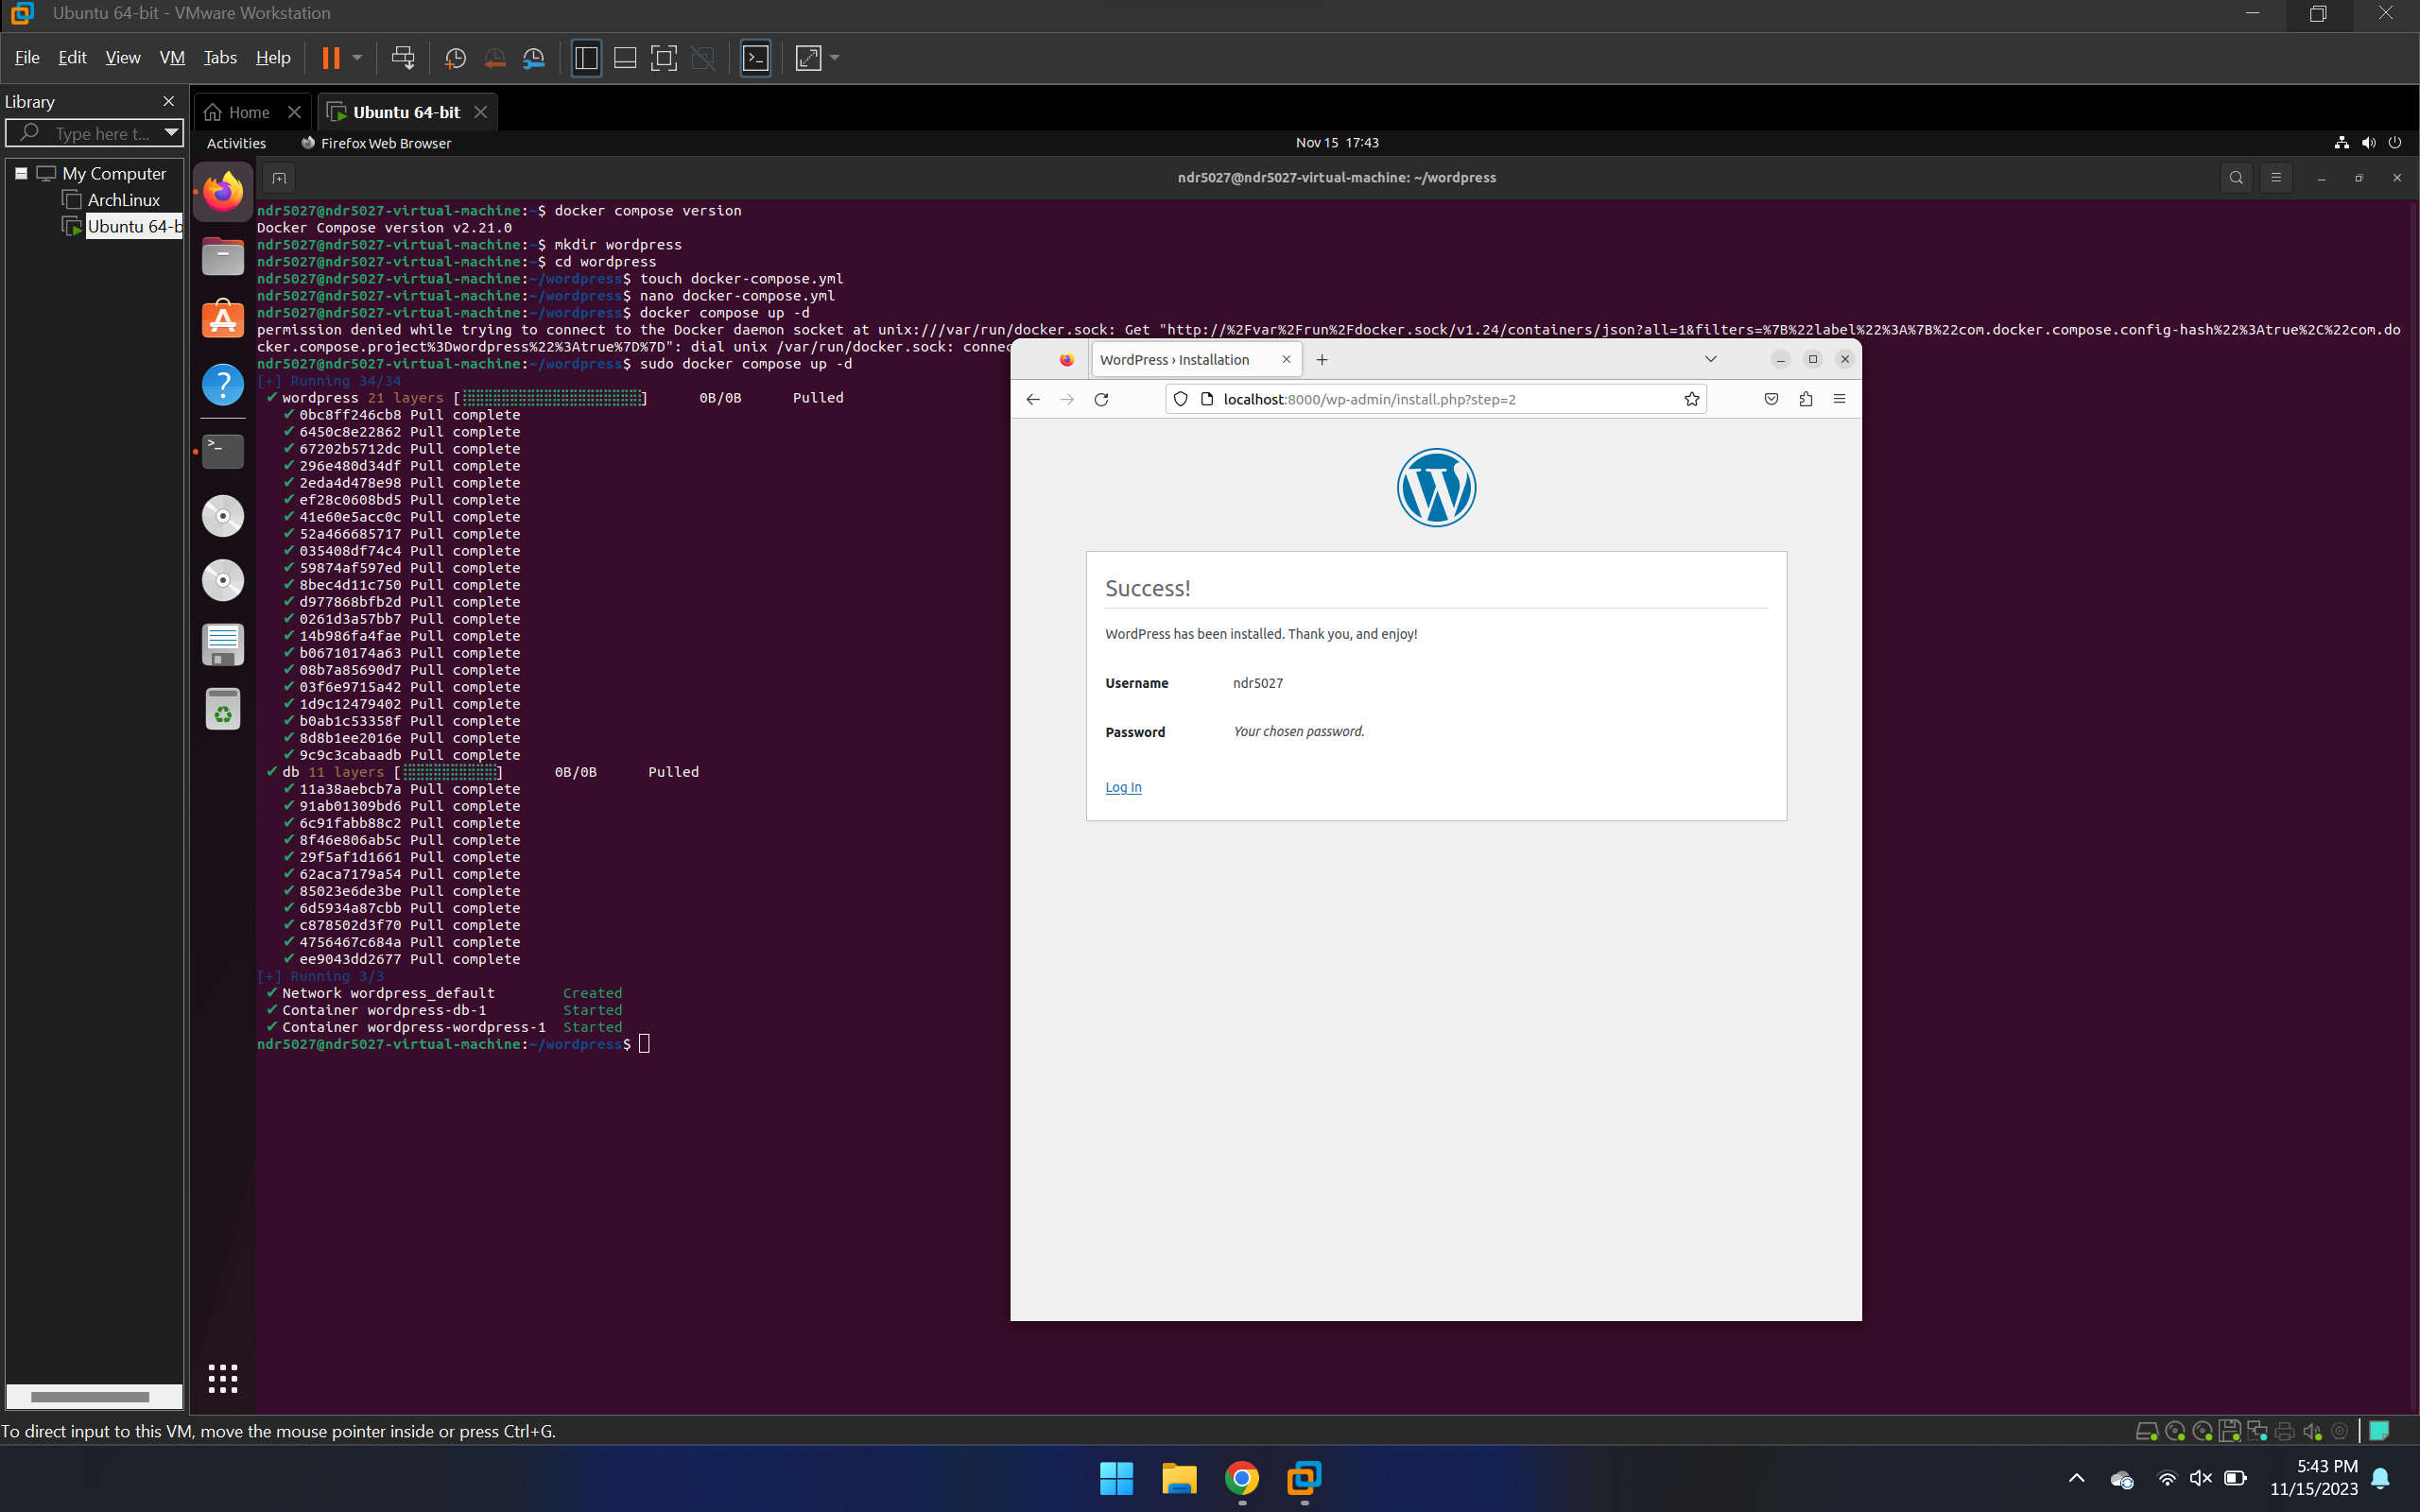 Ubuntu 64-bit - VMware Workstation
File Edit View VM Tabs Help
Library
Type here t...
My Computer
ArchLinux
Ubuntu 64-b
Home
Ubuntu 64-bit
Activities
Firefox Web Browser
Nov 15 17:43
ndr5027@ndr5027-virtual-machine: ~/wordpress
ndr5027@ndr5027-virtual-machine:~$ docker compose version
Docker Compose version v2.21.0
ndr5027@ndr5027-virtual-machine:~$ mkdir wordpress
ndr5027@ndr5027-virtual-machine:~$ cd wordpress
ndr5027@ndr5027-virtual-machine:~/wordpress$ touch docker-compose.yml
ndr5027@ndr5027-virtual-machine:~/wordpress$ nano docker-compose.yml
ndr5027@ndr5027-virtual-machine:~/wordpress$ docker compose up -d
permission denied while trying to connect to the Docker daemon socket at unix:///var/run/docker.sock: Get "http://%2Fvar%2Frun%2Fdocker.sock/v1.24/containers/json?all=1&filters=%7B%22label%22%3A%7B%22com.docker.compose.config-hash%22%3Atrue%2C%22com.do
cker.compose.project%3Dwordpress%22%3Atrue%7D%7D": dial unix /var/run/docker.sock: connec
ndr5027@ndr5027-virtual-machine:~/wordpress$ sudo docker compose up -d
[+] Running 34/34
✔ wordpress 21 layers [⣿⣿⣿⣿⣿⣿⣿⣿⣿⣿⣿⣿⣿⣿⣿⣿⣿⣿⣿⣿⣿] 0B/0B Pulled
✔ 0bc8ff246cb8 Pull complete
✔ 6450c8e22862 Pull complete
✔ 67202b5712dc Pull complete
✔ 296e480d34df Pull complete
✔ 2eda4d478e98 Pull complete
✔ ef28c0608bd5 Pull complete
✔ 41e60e5acc0c Pull complete
✔ 52a466685717 Pull complete
✔ 035408df74c4 Pull complete
✔ 59874af597ed Pull complete
✔ 8bec4d11c750 Pull complete
✔ d977868bfb2d Pull complete
✔ 0261d3a57bb7 Pull complete
✔ 14b986fa4fae Pull complete
✔ b06710174a63 Pull complete
✔ 08b7a85690d7 Pull complete
✔ 03f6e9715a42 Pull complete
✔ 1d9c12479402 Pull complete
✔ b0ab1c53358f Pull complete
✔ 8d8b1ee2016e Pull complete
✔ 9c9c3cabaadb Pull complete
✔ db 11 layers [⣿⣿⣿⣿⣿⣿⣿⣿⣿⣿⣿] 0B/0B Pulled
✔ 11a38aebcb7a Pull complete
✔ 91ab01309bd6 Pull complete
✔ 6c91fabb88c2 Pull complete
✔ 8f46e806ab5c Pull complete
✔ 29f5af1d1661 Pull complete
✔ 62aca7179a54 Pull complete
✔ 85023e6de3be Pull complete
✔ 6d5934a87cbb Pull complete
✔ c878502d3f70 Pull complete
✔ 4756467c684a Pull complete
✔ ee9043dd2677 Pull complete
[+] Running 3/3
✔ Network wordpress_default Created
✔ Container wordpress-db-1 Started
✔ Container wordpress-wordpress-1 Started
ndr5027@ndr5027-virtual-machine:~/wordpress$
WordPress › Installation
localhost:8000/wp-admin/install.php?step=2
Success!
WordPress has been installed. Thank you, and enjoy!
Username ndr5027
Password Your chosen password.
Log In
To direct input to this VM, move the mouse pointer inside or press Ctrl+G.
5:43 PM
11/15/2023